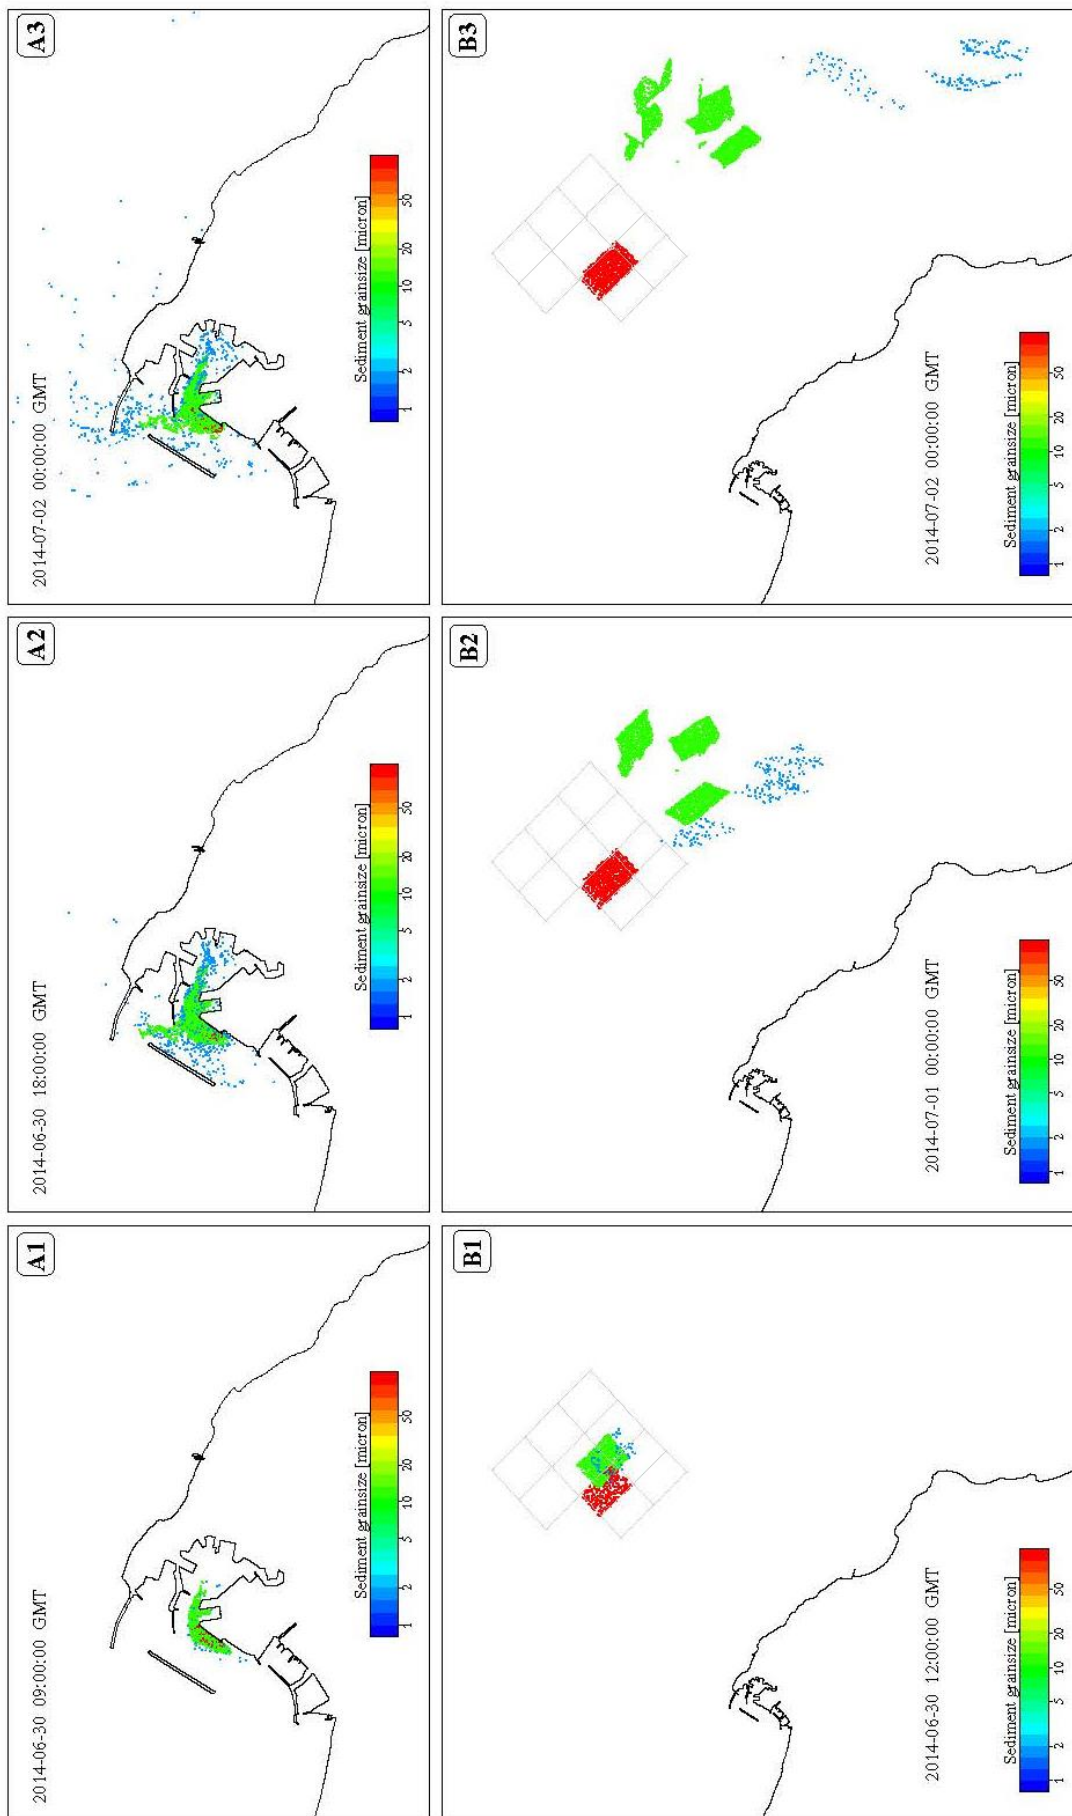 A1
2014-06-30 09:00:00 GMT
Sediment grainsize [micron]
1 2 5 10 20 50
A2
2014-06-30 18:00:00 GMT
Sediment grainsize [micron]
1 2 5 10 20 50
A3
2014-07-02 00:00:00 GMT
Sediment grainsize [micron]
1 2 5 10 20 50
B1
2014-06-30 12:00:00 GMT
Sediment grainsize [micron]
1 2 5 10 20 50
B2
2014-07-01 00:00:00 GMT
Sediment grainsize [micron]
1 2 5 10 20 50
B3
2014-07-02 00:00:00 GMT
Sediment grainsize [micron]
1 2 5 10 20 50